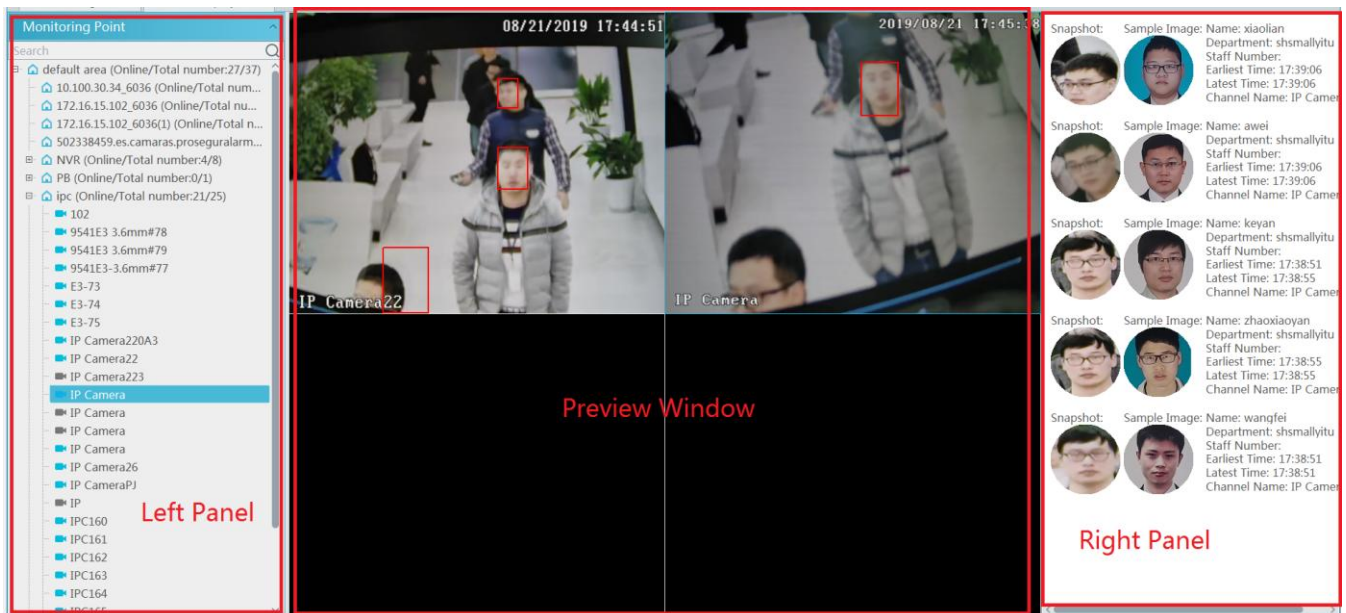 Monitoring Point
Search
default area (Online/Total number:27/37)
10.100.30.34_6036 (Online/Total num...
172.16.15.102_6036 (Online/Total nu...
172.16.15.102_6036(1) (Online/Total n...
502338459.es.camaras.proseguralarm...
NVR (Online/Total number:4/8)
PB (Online/Total number:0/1)
ipc (Online/Total number:21/25)
102
9541E3 3.6mm#78
9541E3 3.6mm#79
9541E3-3.6mm#77
E3-73
E3-74
E3-75
IP Camera220A3
IP Camera22
IP Camera223
IP Camera
IP Camera
IP Camera
IP Camera
IP Camera26
IP CameraPJ
IP
IPC160
IPC161
IPC162
IPC163
IPC164
Left Panel
08/21/2019 17:44:51
IP Camera22
2019/08/21 17:45:38
IP Camera
Preview Window
Snapshot: Sample Image: Name: xiaolian
Department: shsmallyitu
Staff Number:
Earliest Time: 17:39:06
Latest Time: 17:39:06
Channel Name: IP Camer
Snapshot: Sample Image: Name: awei
Department: shsmallyitu
Staff Number:
Earliest Time: 17:39:06
Latest Time: 17:39:06
Channel Name: IP Camer
Snapshot: Sample Image: Name: keyan
Department: shsmallyitu
Staff Number:
Earliest Time: 17:38:51
Latest Time: 17:38:55
Channel Name: IP Camer
Snapshot: Sample Image: Name: zhaoxiaoyan
Department: shsmallyitu
Staff Number:
Earliest Time: 17:38:55
Latest Time: 17:38:55
Channel Name: IP Camer
Snapshot: Sample Image: Name: wangfei
Department: shsmallyitu
Staff Number:
Earliest Time: 17:38:51
Latest Time: 17:38:51
Channel Name: IP Camer
Right Panel